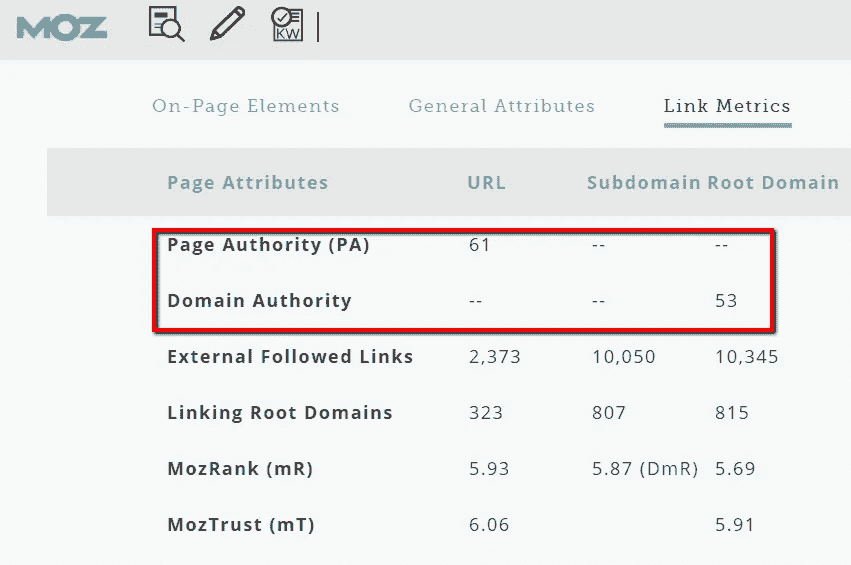 MOZ KW
On-Page Elements General Attributes Link Metrics
Page Attributes URL Subdomain Root Domain
Page Authority (PA) 61 -- --
Domain Authority -- -- 53
External Followed Links 2,373 10,050 10,345
Linking Root Domains 323 807 815
MozRank (mR) 5.93 5.87 (DmR) 5.69
MozTrust (mT) 6.06 5.91